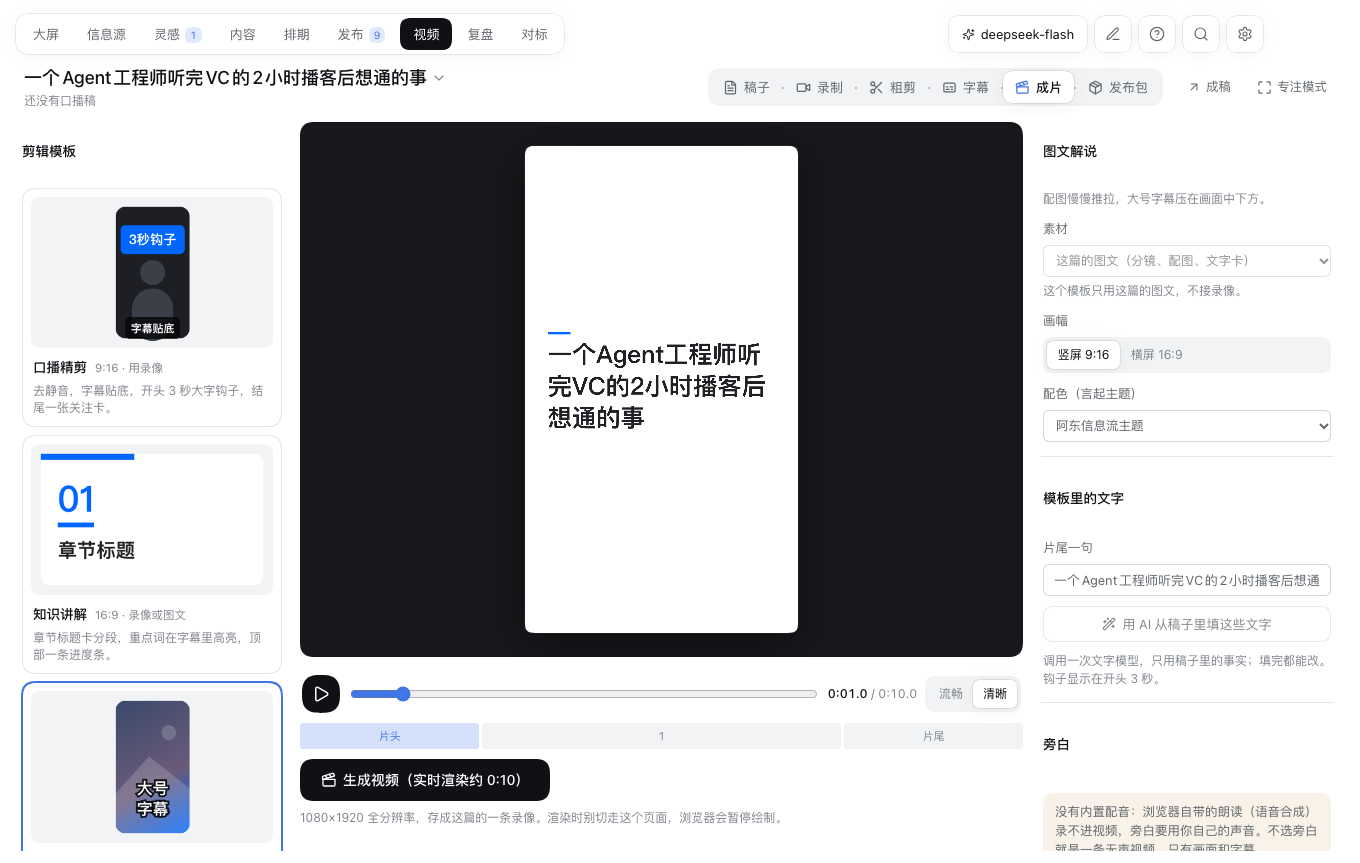 大屏 信息源 灵感 1 内容 排期 发布 9 视频 复盘 对标
deepseek-flash
一个Agent工程师听完VC的2小时播客后想通的事
还没有口播稿
稿子 · 录制 · 粗剪 · 字幕 · 成片 · 发布包
成稿 专注模式
剪辑模板
3秒钩子
字幕贴底
口播精剪 9:16 · 用录像
去静音，字幕贴底，开头 3 秒大字钩子，结
尾一张关注卡。
01
章节标题
知识讲解 16:9 · 录像或图文
章节标题卡分段，重点词在字幕里高亮，顶
部一条进度条。
大号
字幕
一个Agent工程师听
完VC的2小时播客后
想通的事
0:01.0 / 0:10.0
流畅 清晰
片头 1 片尾
生成视频（实时渲染约 0:10）
1080×1920 全分辨率，存成这篇的一条录像。渲染时别切走这个页面，浏览器会暂停绘制。
图文解说
配图慢慢推拉，大号字幕压在画面中下方。
素材
这篇的图文（分镜、配图、文字卡）
这个模板只用这篇的图文，不接录像。
画幅
竖屏 9:16 横屏 16:9
配色（言起主题）
阿东信息流主题
模板里的文字
片尾一句
一个Agent工程师听完VC的2小时播客后想通
用 AI 从稿子里填这些文字
调用一次文字模型，只用稿子里的事实；填完都能改。
钩子显示在开头 3 秒。
旁白
没有内置配音：浏览器自带的朗读（语音合成）
录不进视频，旁白要用你自己的声音。不选旁白
就是一条无声视频，只有画面和字幕。